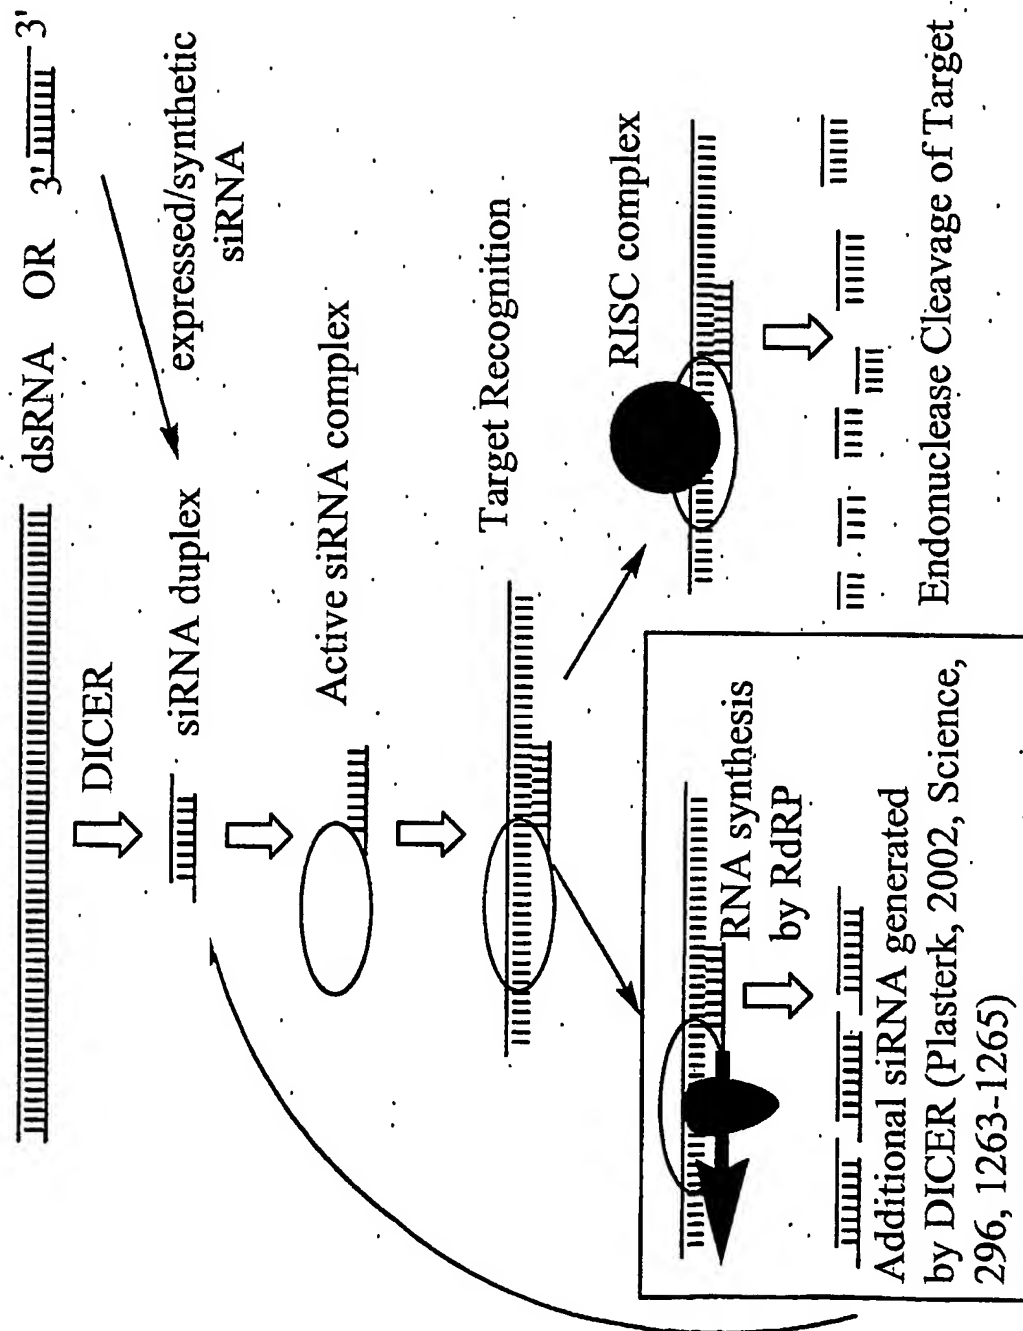 dsRNA OR 3' 3'
DICER
siRNA duplex
expressed/synthetic
siRNA
Active siRNA complex
Target Recognition
RISC complex
RNA synthesis
by RdRP
Additional siRNA generated
by DICER (Plasterk, 2002, Science,
296, 1263-1265)
Endonuclease Cleavage of Target